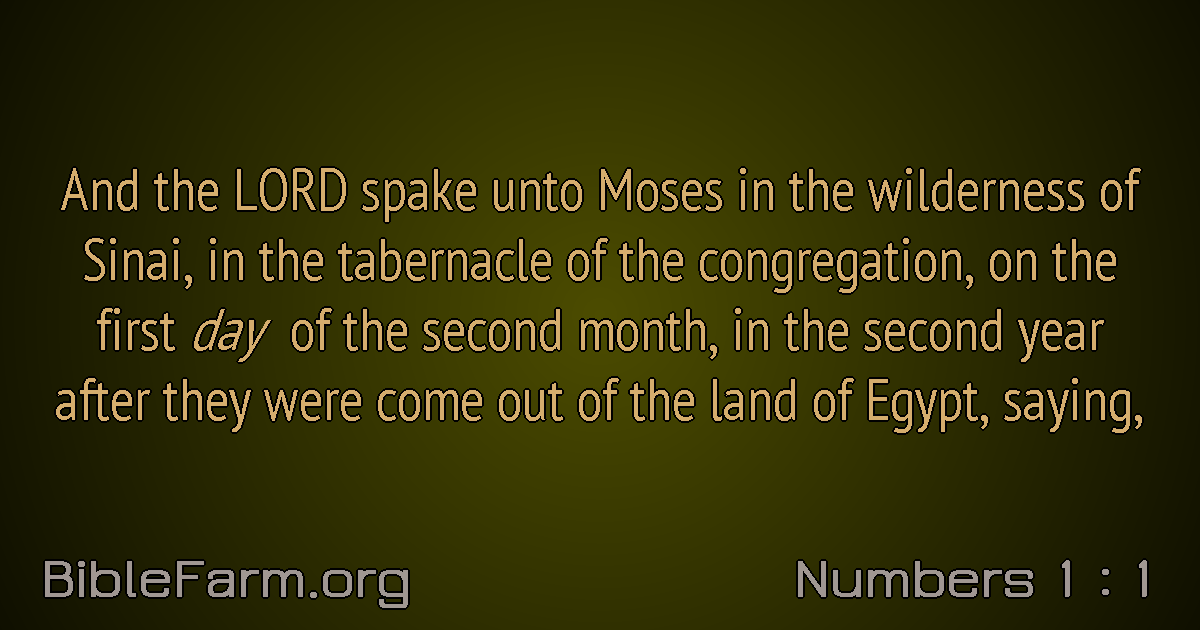 And the LORD spake unto Moses in the wilderness of
Sinai, in the tabernacle of the congregation, on the
first day of the second month, in the second year
after they were come out of the land of Egypt, saying,
BibleFarm.org
Numbers 1 : 1